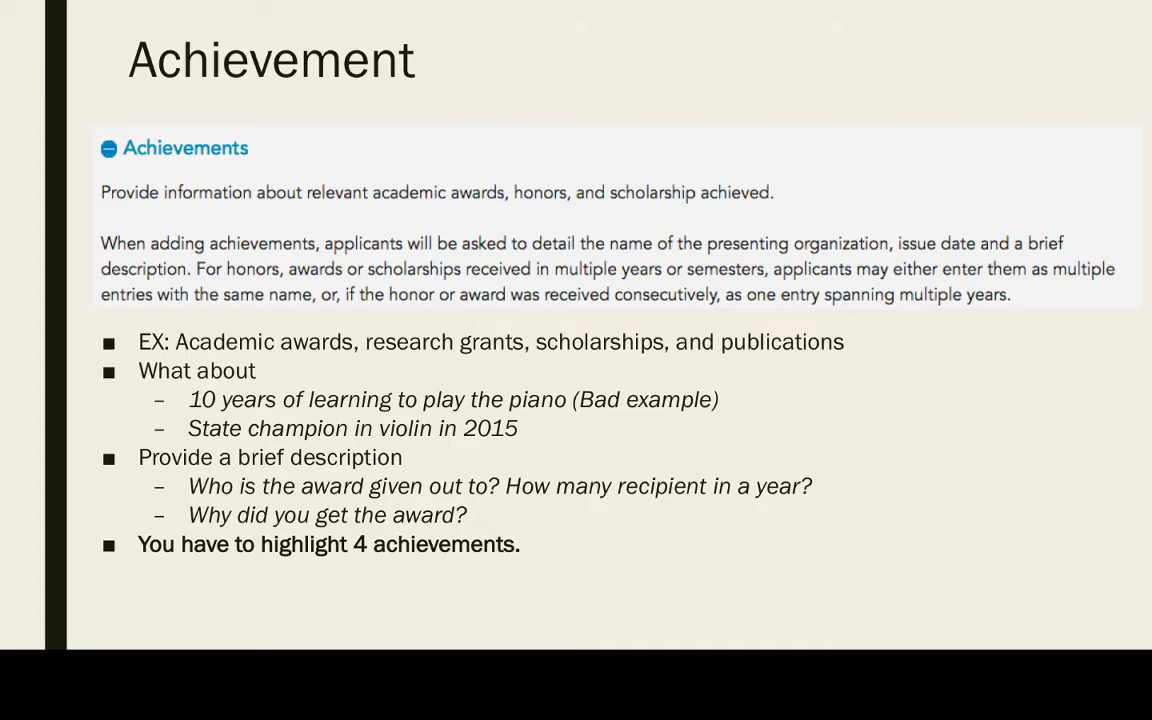 Achievement
Achievements
Provide information about relevant academic awards, honors, and scholarship achieved.
When adding achievements, applicants will be asked to detail the name of the presenting organization, issue date and a brief
description. For honors, awards or scholarships received in multiple years or semesters, applicants may either enter them as multiple
entries with the same name, or, if the honor or award was received consecutively, as one entry spanning multiple years.
■ EX: Academic awards, research grants, scholarships, and publications
■ What about
– 10 years of learning to play the piano (Bad example)
– State champion in violin in 2015
■ Provide a brief description
– Who is the award given out to? How many recipient in a year?
– Why did you get the award?
■ You have to highlight 4 achievements.